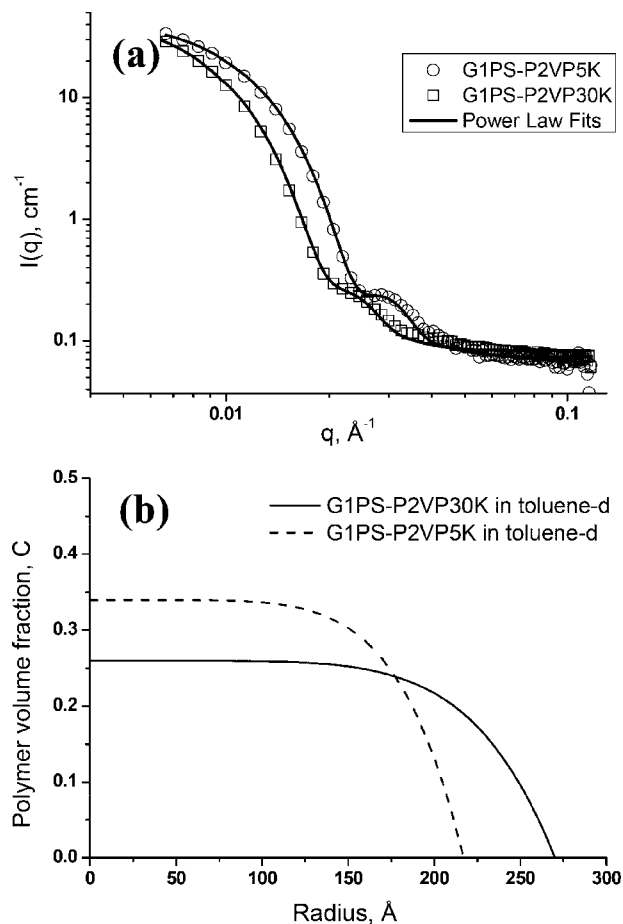 (a)
G1PS-P2VP5K
G1PS-P2VP30K
Power Law Fits
I(q), cm⁻¹
10
1
0.1
0.01
0.1
q, Å⁻¹
(b)
G1PS-P2VP30K in toluene-d
G1PS-P2VP5K in toluene-d
Polymer volume fraction, C
0.5
0.4
0.3
0.2
0.1
0.0
0
50
100
150
200
250
300
Radius, Å